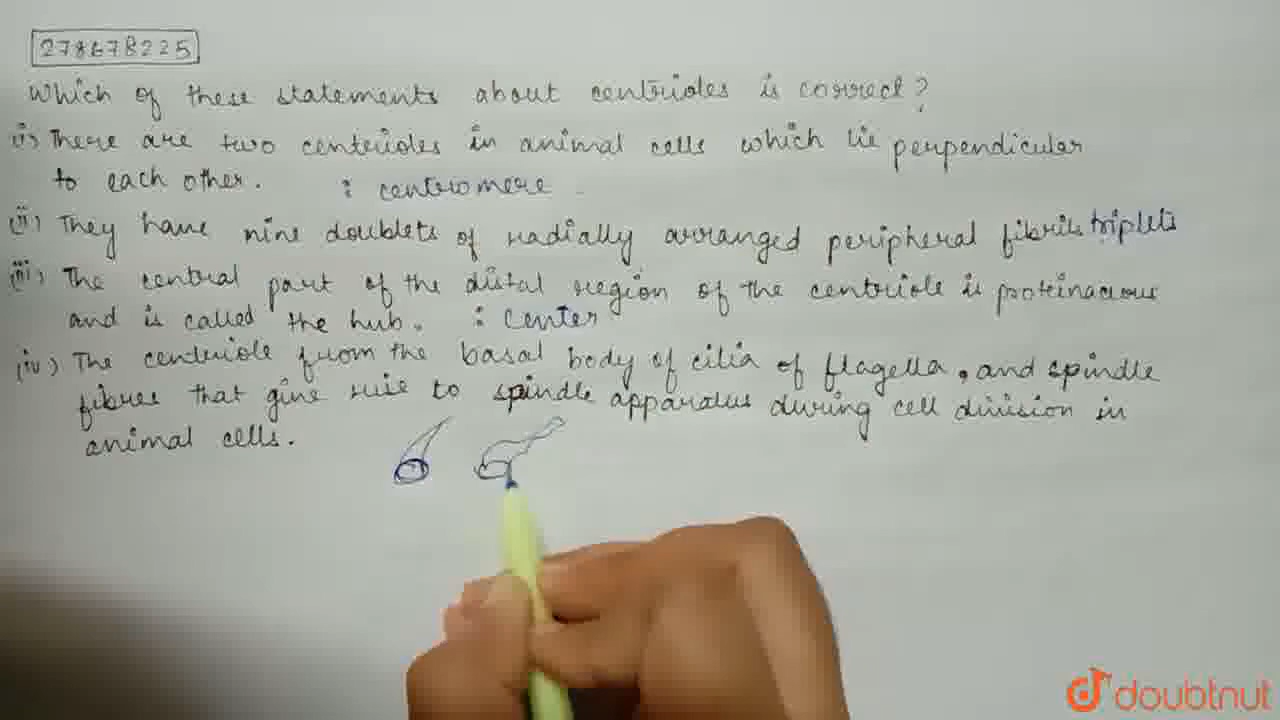 278678225
Which of these statements about centrioles is correct?
(i) There are two centrioles in animal cells which lie perpendicular
to each other. : centromere
(ii) They have nine doublets of radially arranged peripheral fibrils triplets
(iii) The central part of the distal region of the centriole is proteinacious
and is called the hub. : Center
(iv) The centriole from the basal body of cilia of flagella, and spindle
fibres that give rise to spindle apparatus during cell division in
animal cells.
doubtnut